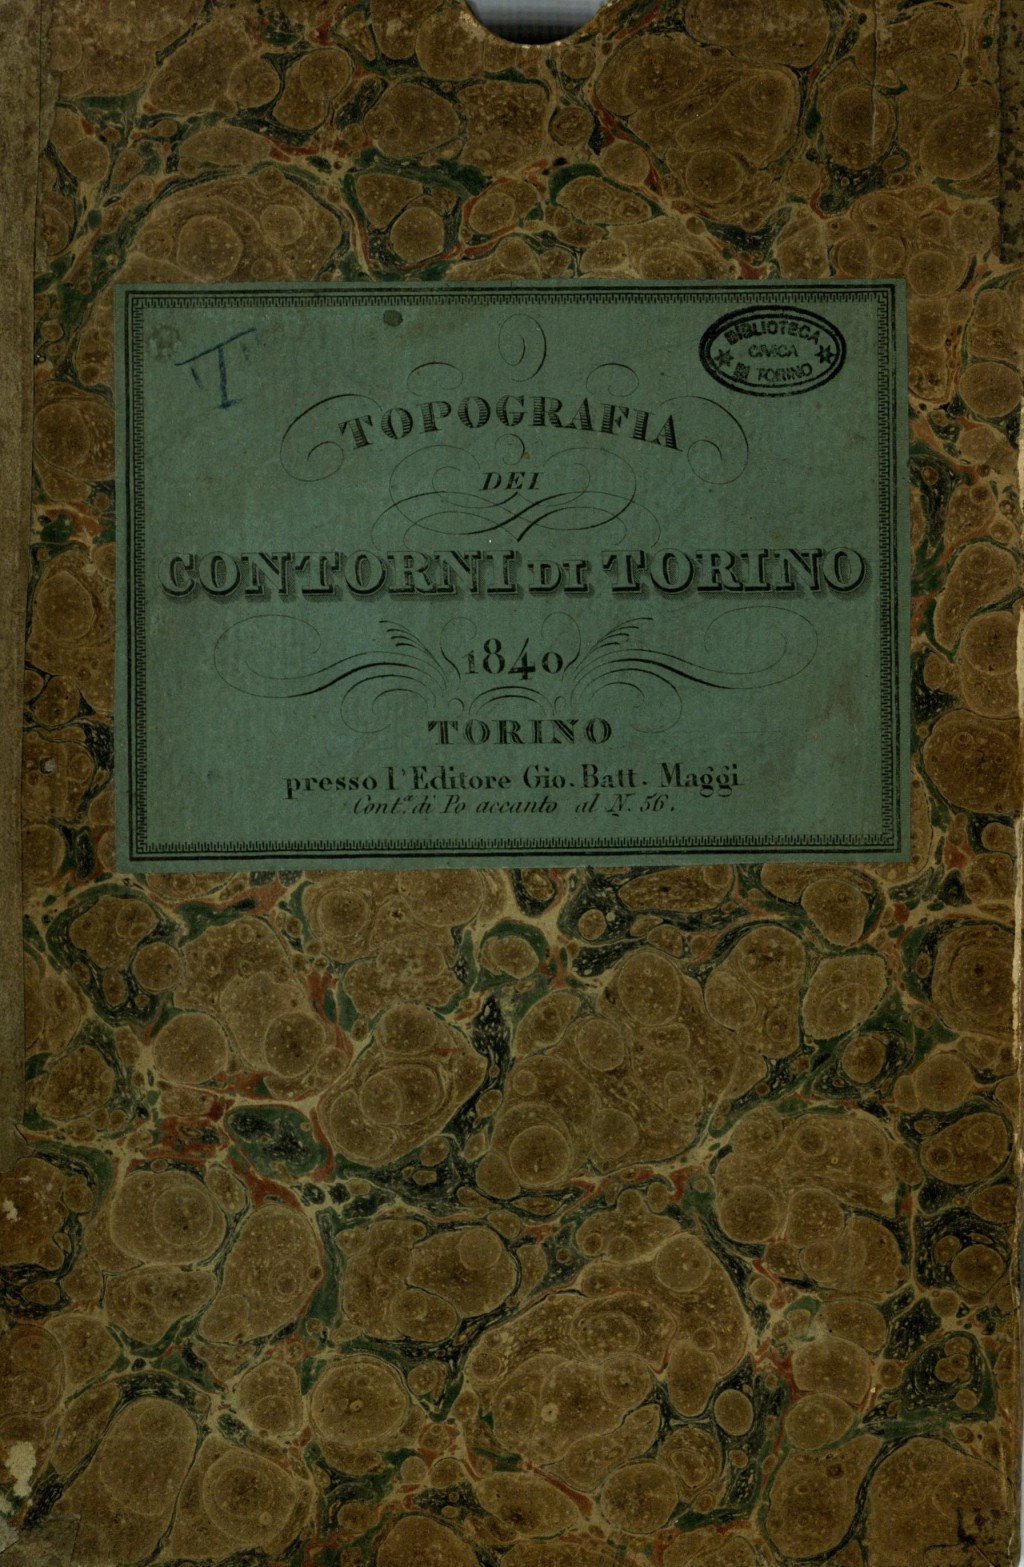 BIBLIOTECA
CIVICA
DI TORINO
T
TOPOGRAFIA
DEI
CONTORNI DI TORINO
1840
TORINO
presso l'Editore Gio. Batt. Maggi
Cont.ª di Po accanto al N.º 56.